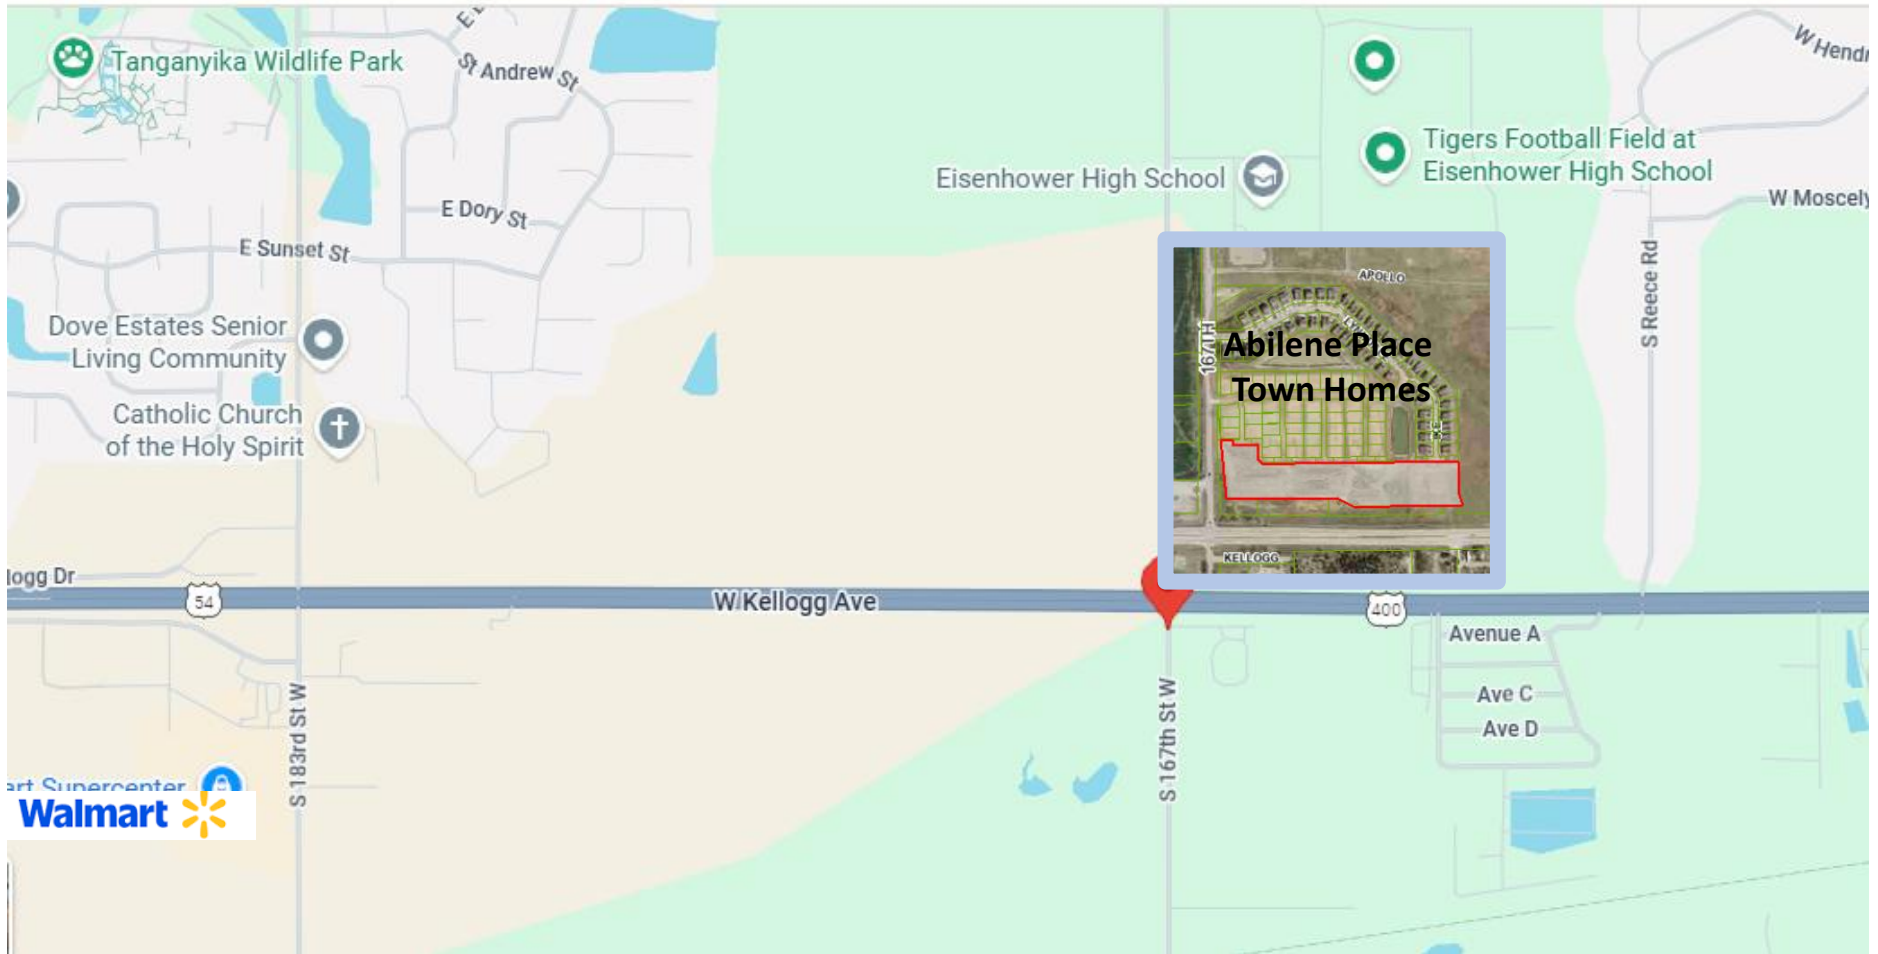 Tanganyika Wildlife Park
St Andrew St
W Hendr
Tigers Football Field at
Eisenhower High School
Eisenhower High School
W Moscely
E Dory St
E Sunset St
S Reece Rd
APOLLO
167TH
Abilene Place
Town Homes
Dove Estates Senior
Living Community
Catholic Church
of the Holy Spirit
KELLOGG
logg Dr
54
W Kellogg Ave
400
Avenue A
Ave C
Ave D
S 183rd St W
S 167th St W
art Supercenter
Walmart